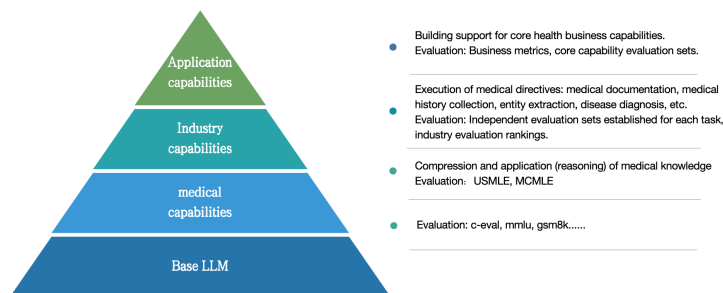 Application
capabilities
Industry
capabilities
medical
capabilities
Base LLM
Building support for core health business capabilities.
Evaluation: Business metrics, core capability evaluation sets.
Execution of medical directives: medical documentation, medical
history collection, entity extraction, disease diagnosis, etc.
Evaluation: Independent evaluation sets established for each task,
industry evaluation rankings.
Compression and application (reasoning) of medical knowledge
Evaluation： USMLE, MCMLE
Evaluation: c-eval, mmlu, gsm8k......